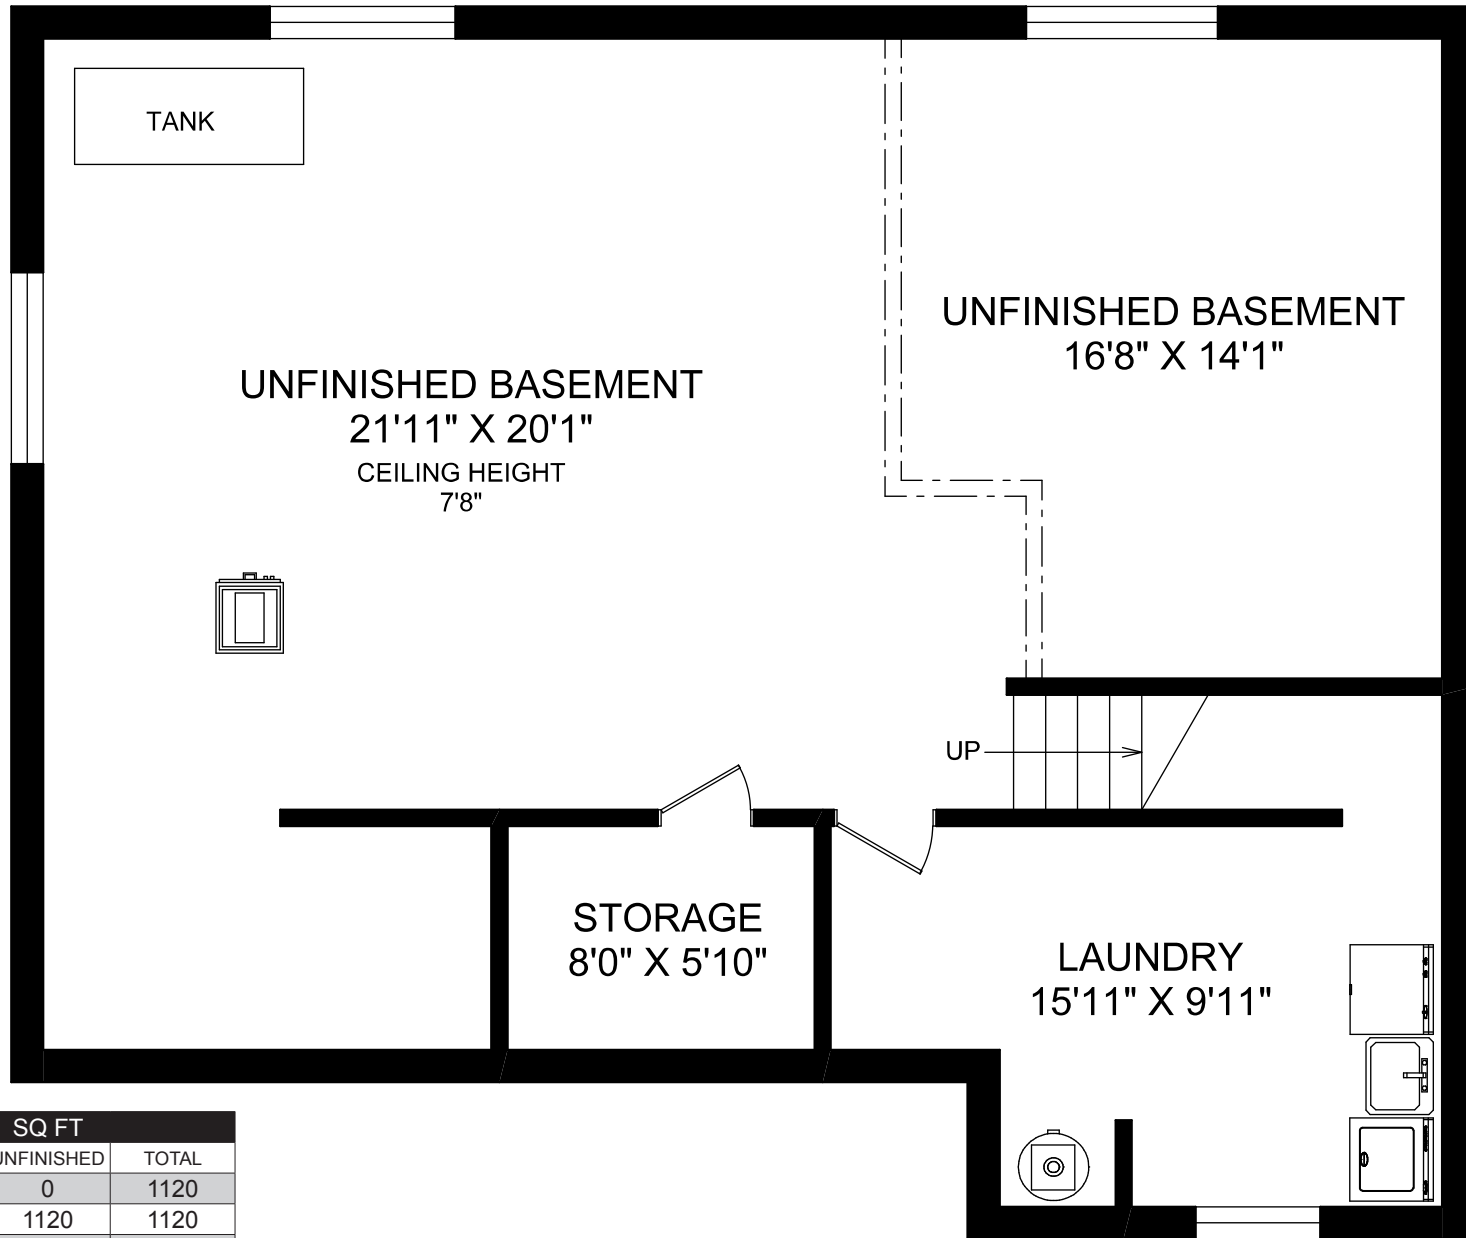 TANK
UNFINISHED BASEMENT
16'8" X 14'1"
UNFINISHED BASEMENT
21'11" X 20'1"
CEILING HEIGHT
7'8"
UP
STORAGE
8'0" X 5'10"
LAUNDRY
15'11" X 9'11"
SQ FT
UNFINISHED TOTAL
0 1120
1120 1120